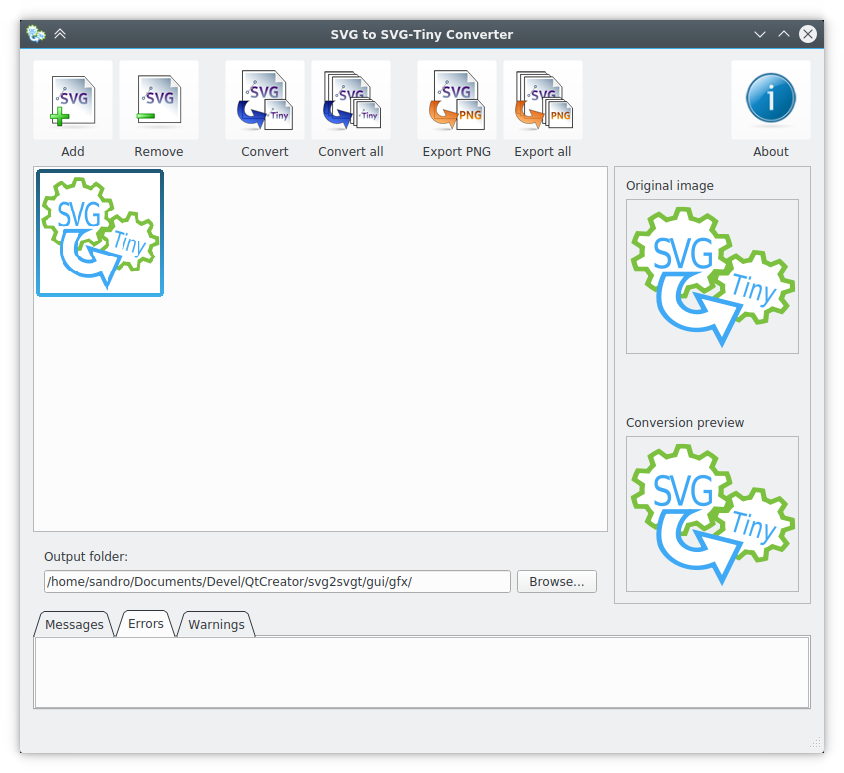 SVG to SVG-Tiny Converter
SVG
SVG
SVG
Tiny
SVG
Tiny
SVG
PNG
SVG
PNG
i
Add
Remove
Convert
Convert all
Export PNG
Export all
About
SVG
Tiny
Original image
SVG
Tiny
Conversion preview
SVG
Tiny
Output folder:
/home/sandro/Documents/Devel/QtCreator/svg2svgt/gui/gfx/
Browse...
Messages
Errors
Warnings